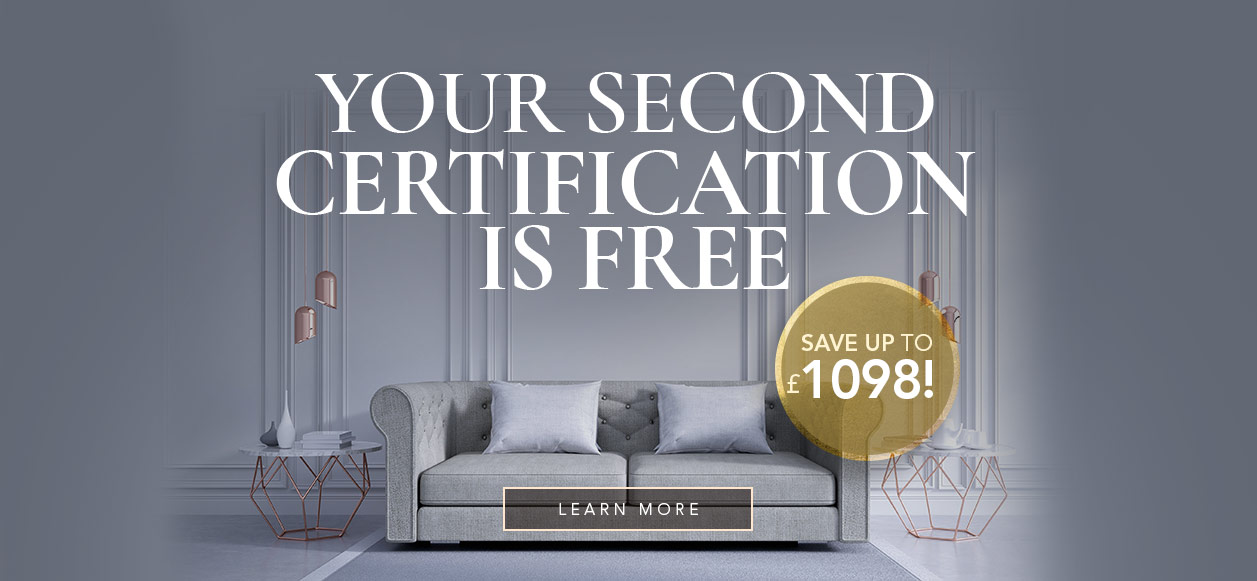 YOUR SECOND
CERTIFICATION
IS FREE
SAVE UP TO
£1098!
LEARN MORE